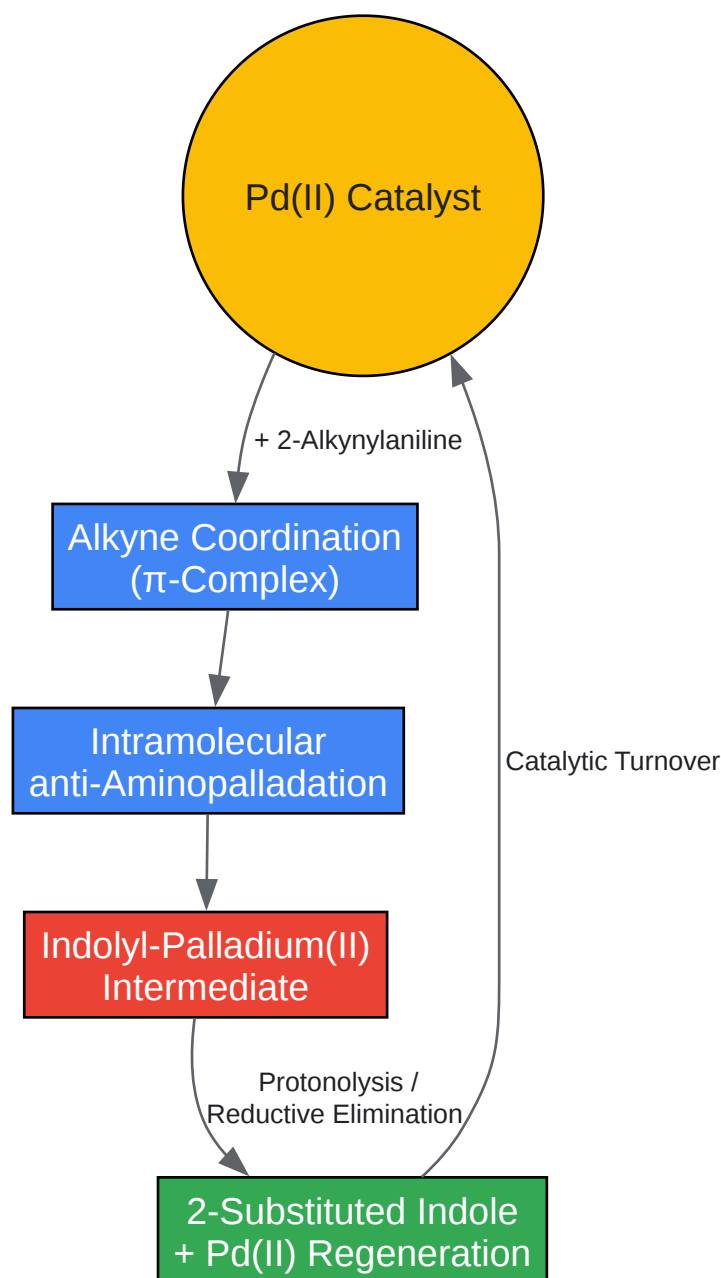 Pd(II) Catalyst
+ 2-Alkynylaniline
Alkyne Coordination
(π-Complex)
Intramolecular
anti-Aminopalladation
Catalytic Turnover
Indolyl-Palladium(II)
Intermediate
Protonolysis /
Reductive Elimination
2-Substituted Indole
+ Pd(II) Regeneration